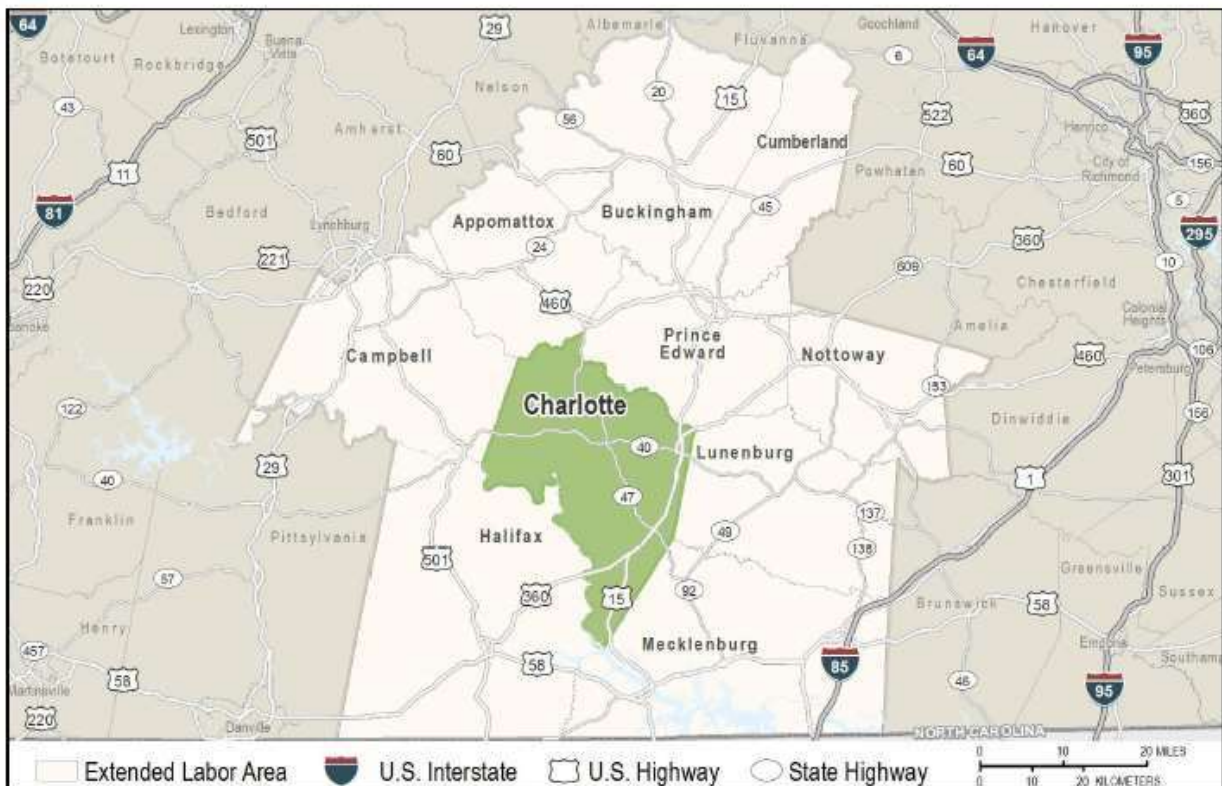 64
Lexington
Buena
Vista
29
Albemarle
Fluvanna
Goochland
Hanover
64
95
Botetourt
Rockbridge
Nelson
6
43
20
15
56
522
360
Amherst
501
Cumberland
Henrico
60
11
60
City of
Richmond
156
Powhatan
81
Bedford
Buckingham
45
5
Appomattox
Lynchburg
24
295
221
360
10
609
220
Chesterfield
460
Colonial
Heights
Amelia
Prince
Edward
Campbell
Nottoway
460
106
Petersburg
153
122
Charlotte
Dinwiddie
156
40
Lunenburg
29
40
1
301
47
Franklin
137
Pittsylvania
Halifax
49
138
501
Greensville
57
360
15
92
Sussex
Brunswick
58
Henry
Mecklenburg
457
58
85
Emporia
Southamp
Martinsville
58
46
95
220
Danville
NORTH CAROLINA
Extended Labor Area
U.S. Interstate
U.S. Highway
State Highway
0 10 20 MILES
0 10 20 KILOMETERS